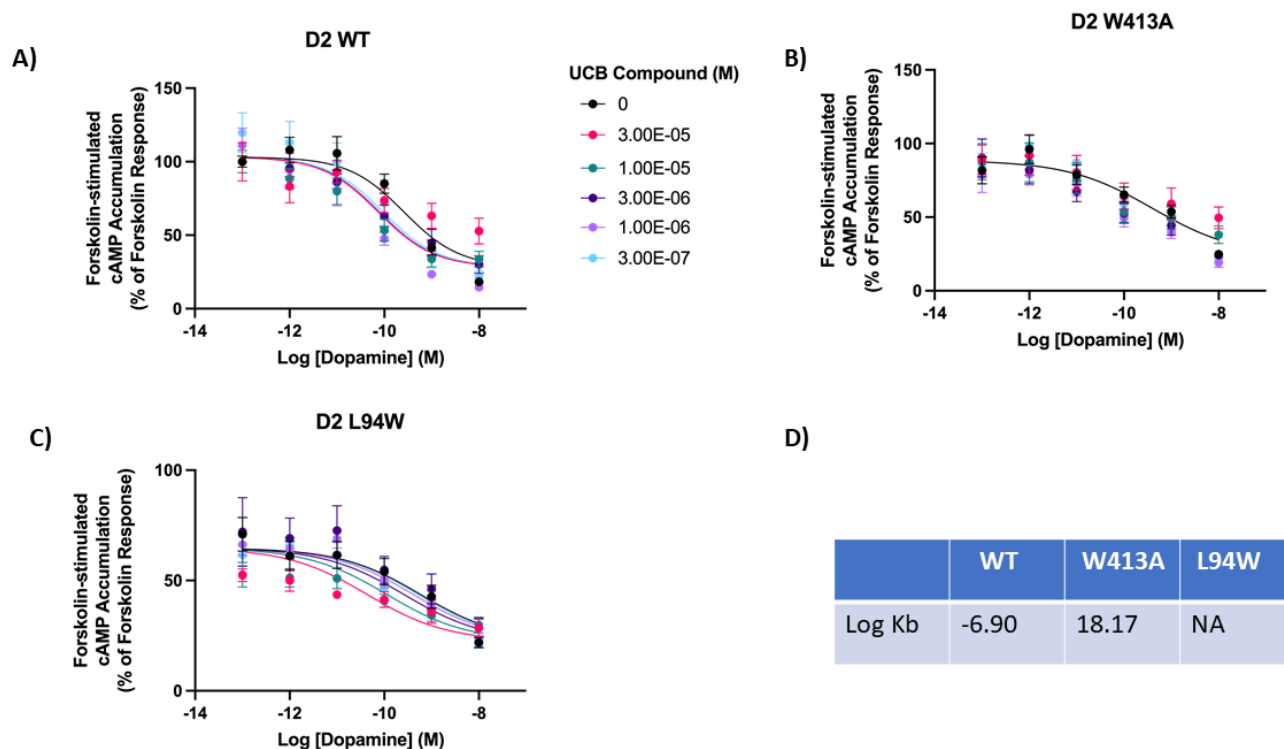 A)
D2 WT
Forskolin-stimulated
cAMP Accumulation
(% of Forskolin Response)
150
100
50
0
-14
-12
-10
-8
Log [Dopamine] (M)
UCB Compound (M)
0
3.00E-05
1.00E-05
3.00E-06
1.00E-06
3.00E-07
B)
D2 W413A
Forskolin-stimulated
cAMP Accumulation
(% of Forskolin Response)
150
100
50
0
-14
-12
-10
-8
Log [Dopamine] (M)
C)
D2 L94W
Forskolin-stimulated
cAMP Accumulation
(% of Forskolin Response)
100
50
0
-14
-12
-10
-8
Log [Dopamine] (M)
D)
WT W413A L94W
Log Kb -6.90 18.17 NA